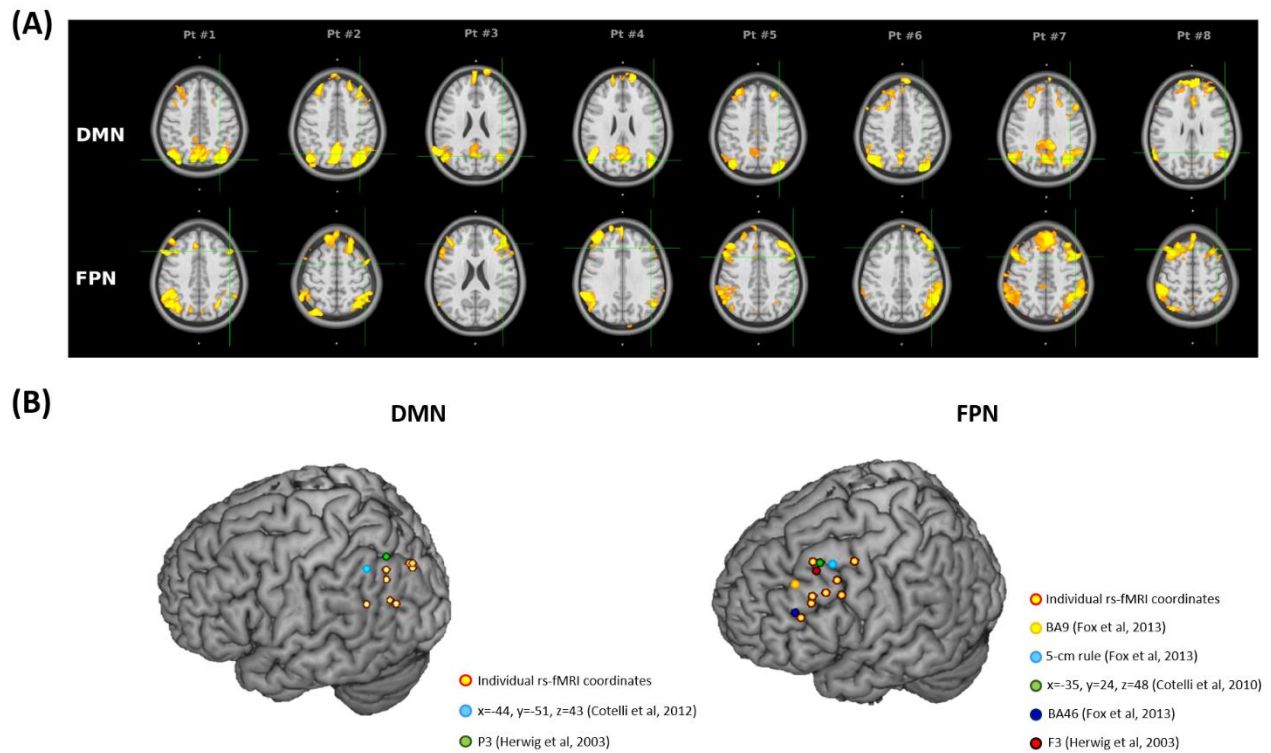 (A)
Pt #1 Pt #2 Pt #3 Pt #4 Pt #5 Pt #6 Pt #7 Pt #8
DMN
FPN
(B)
DMN
Individual rs-fMRI coordinates
x=-44, y=-51, z=43 (Cotelli et al, 2012)
P3 (Herwig et al, 2003)
FPN
Individual rs-fMRI coordinates
BA9 (Fox et al, 2013)
5-cm rule (Fox et al, 2013)
x=-35, y=24, z=48 (Cotelli et al, 2010)
BA46 (Fox et al, 2013)
F3 (Herwig et al, 2003)